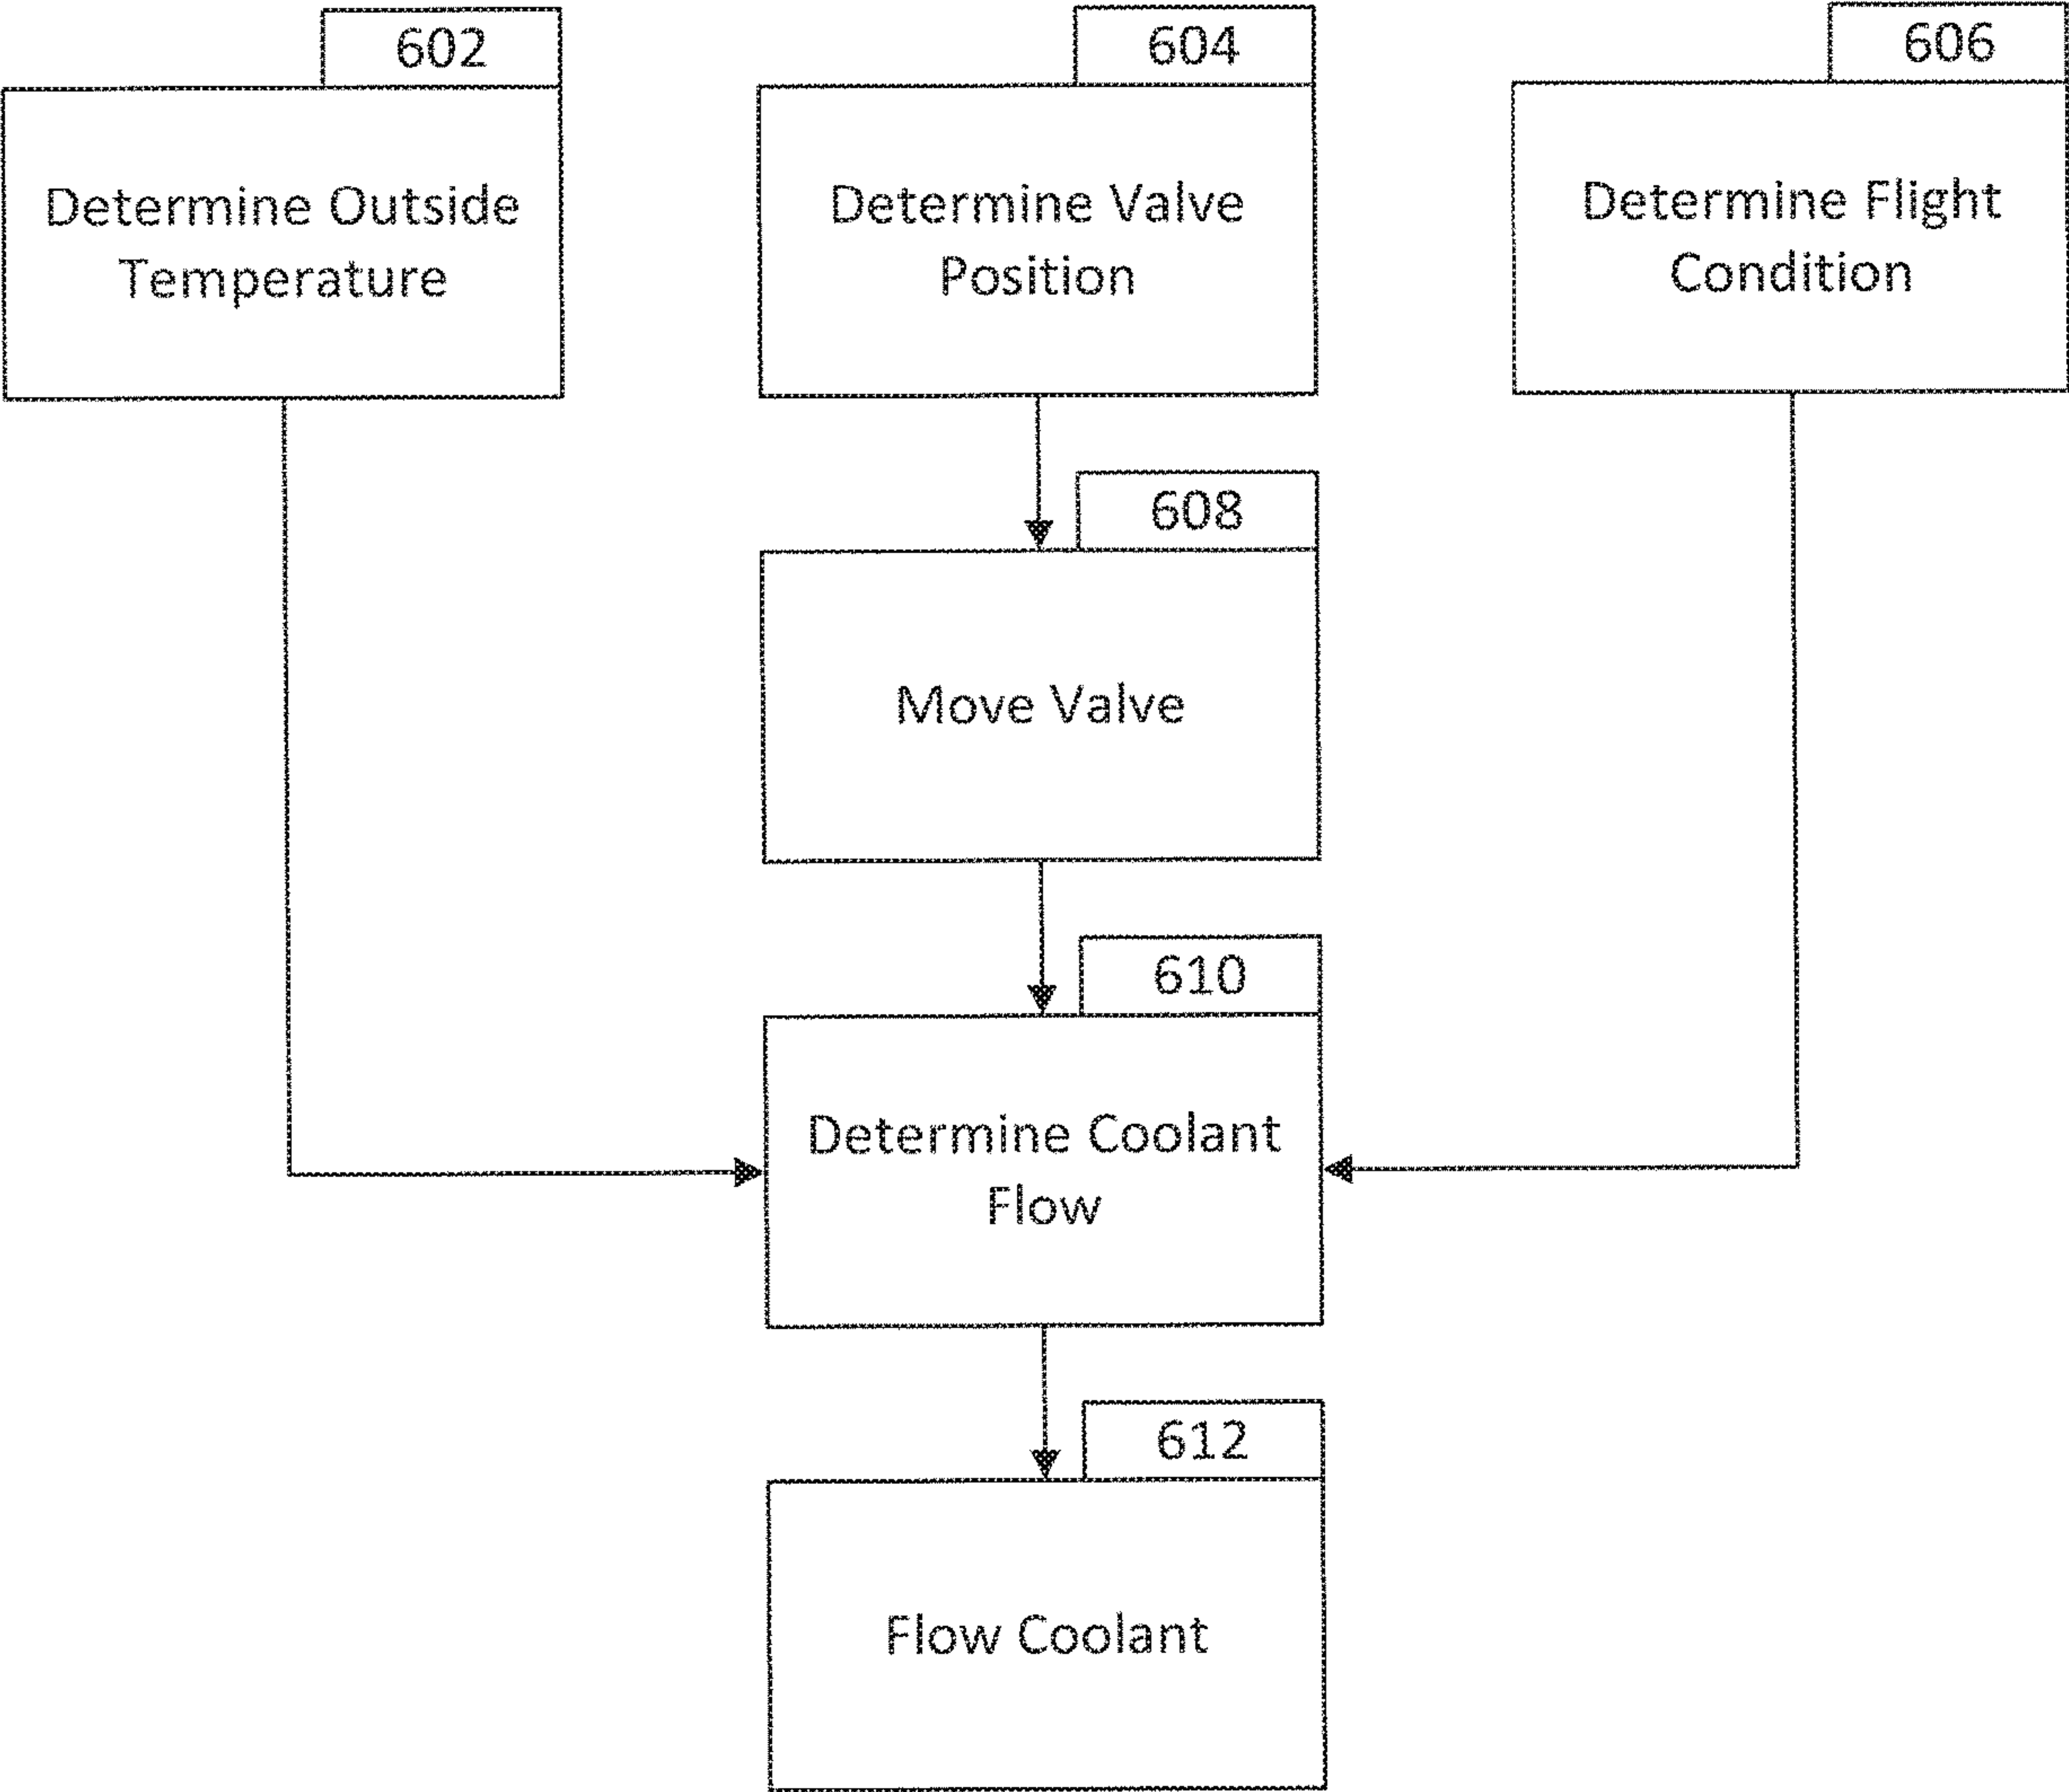 602
Determine Outside
Temperature
604
Determine Valve
Position
606
Determine Flight
Condition
608
Move Valve
610
Determine Coolant
Flow
612
Flow Coolant